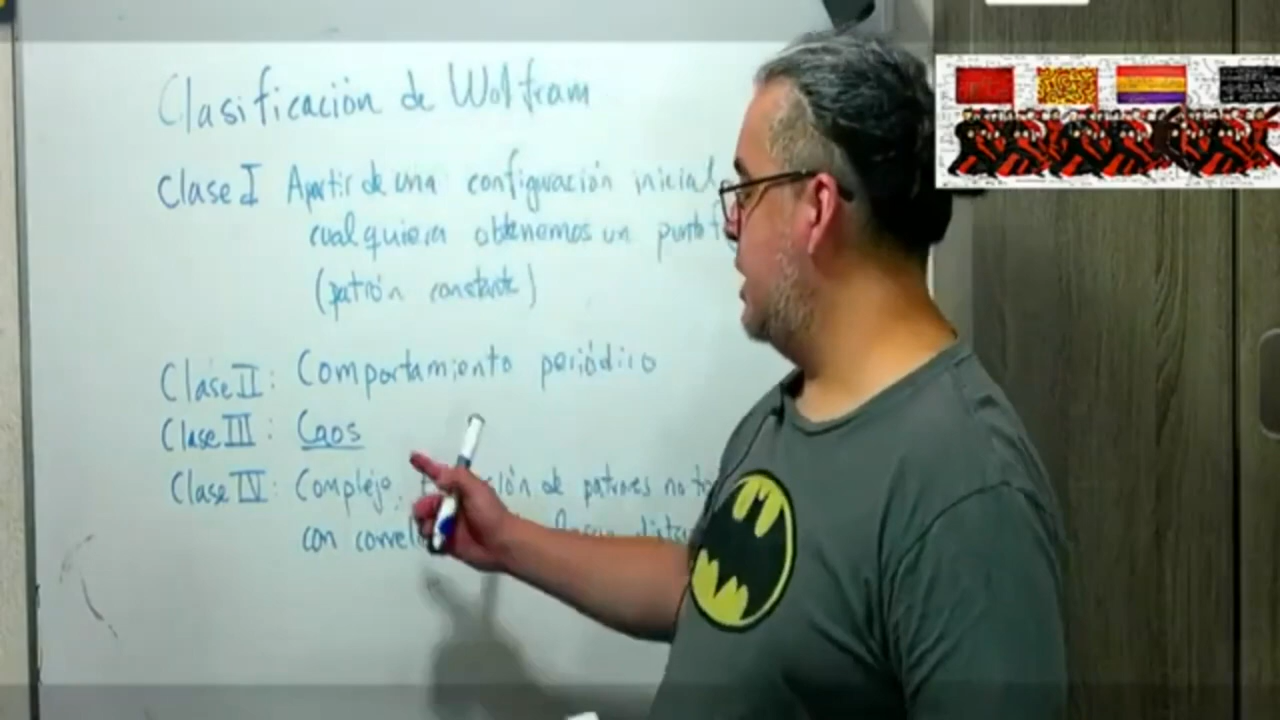 Clasificación de Wolfram
Clase I A partir de una configuración inicial
cualquiera obtenemos un punto
(patrón constante)
Clase II: Comportamiento periódico
Clase III: Caos
Clase IV: Complejo, de patrones no
con